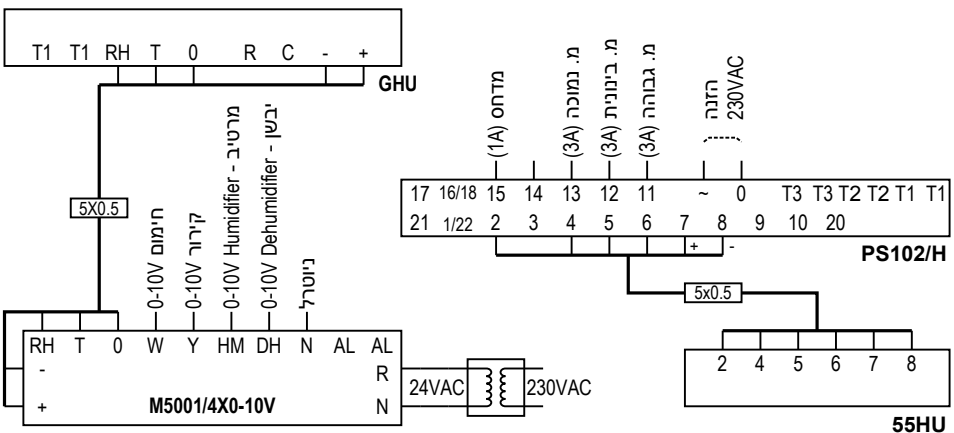 T1 T1 RH T 0 R C - +
GHU
5X0.5
0-10V חימום
0-10V קירור
0-10V Humidifier - מרטיב
0-10V Dehumidifier - יבשן
ניוטרל
RH T 0 W Y HM DH N AL AL
- R
+ M5001/4X0-10V N
24VAC 230VAC
מדחס (1A)
מ. נמוכה (3A)
מ. בינונית (3A)
מ. גבוהה (3A)
הזנה
230VAC
17 16/18 15 14 13 12 11 ~ 0 T3 T3 T2 T2 T1 T1
21 1/22 2 3 4 5 6 7 8 9 10 20
+ -
PS102/H
5x0.5
2 4 5 6 7 8
55HU